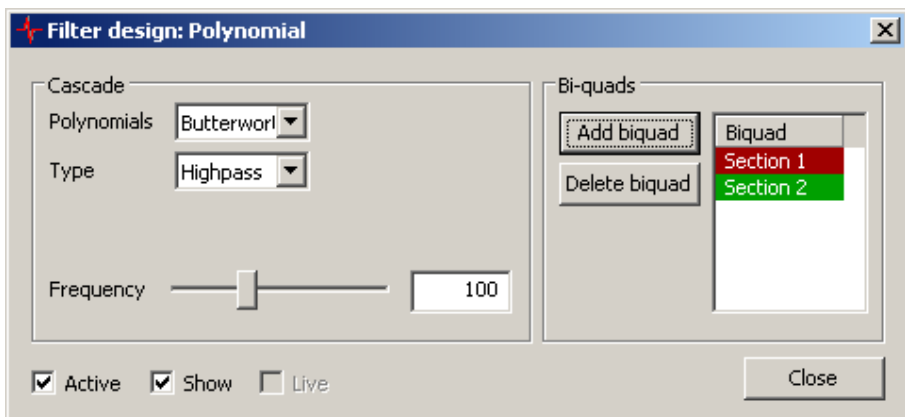 Filter design: Polynomial
Cascade
Polynomials Butterworl
Type Highpass
Frequency 100
Bi-quads
Add biquad
Delete biquad
Biquad
Section 1
Section 2
Active Show Live
Close